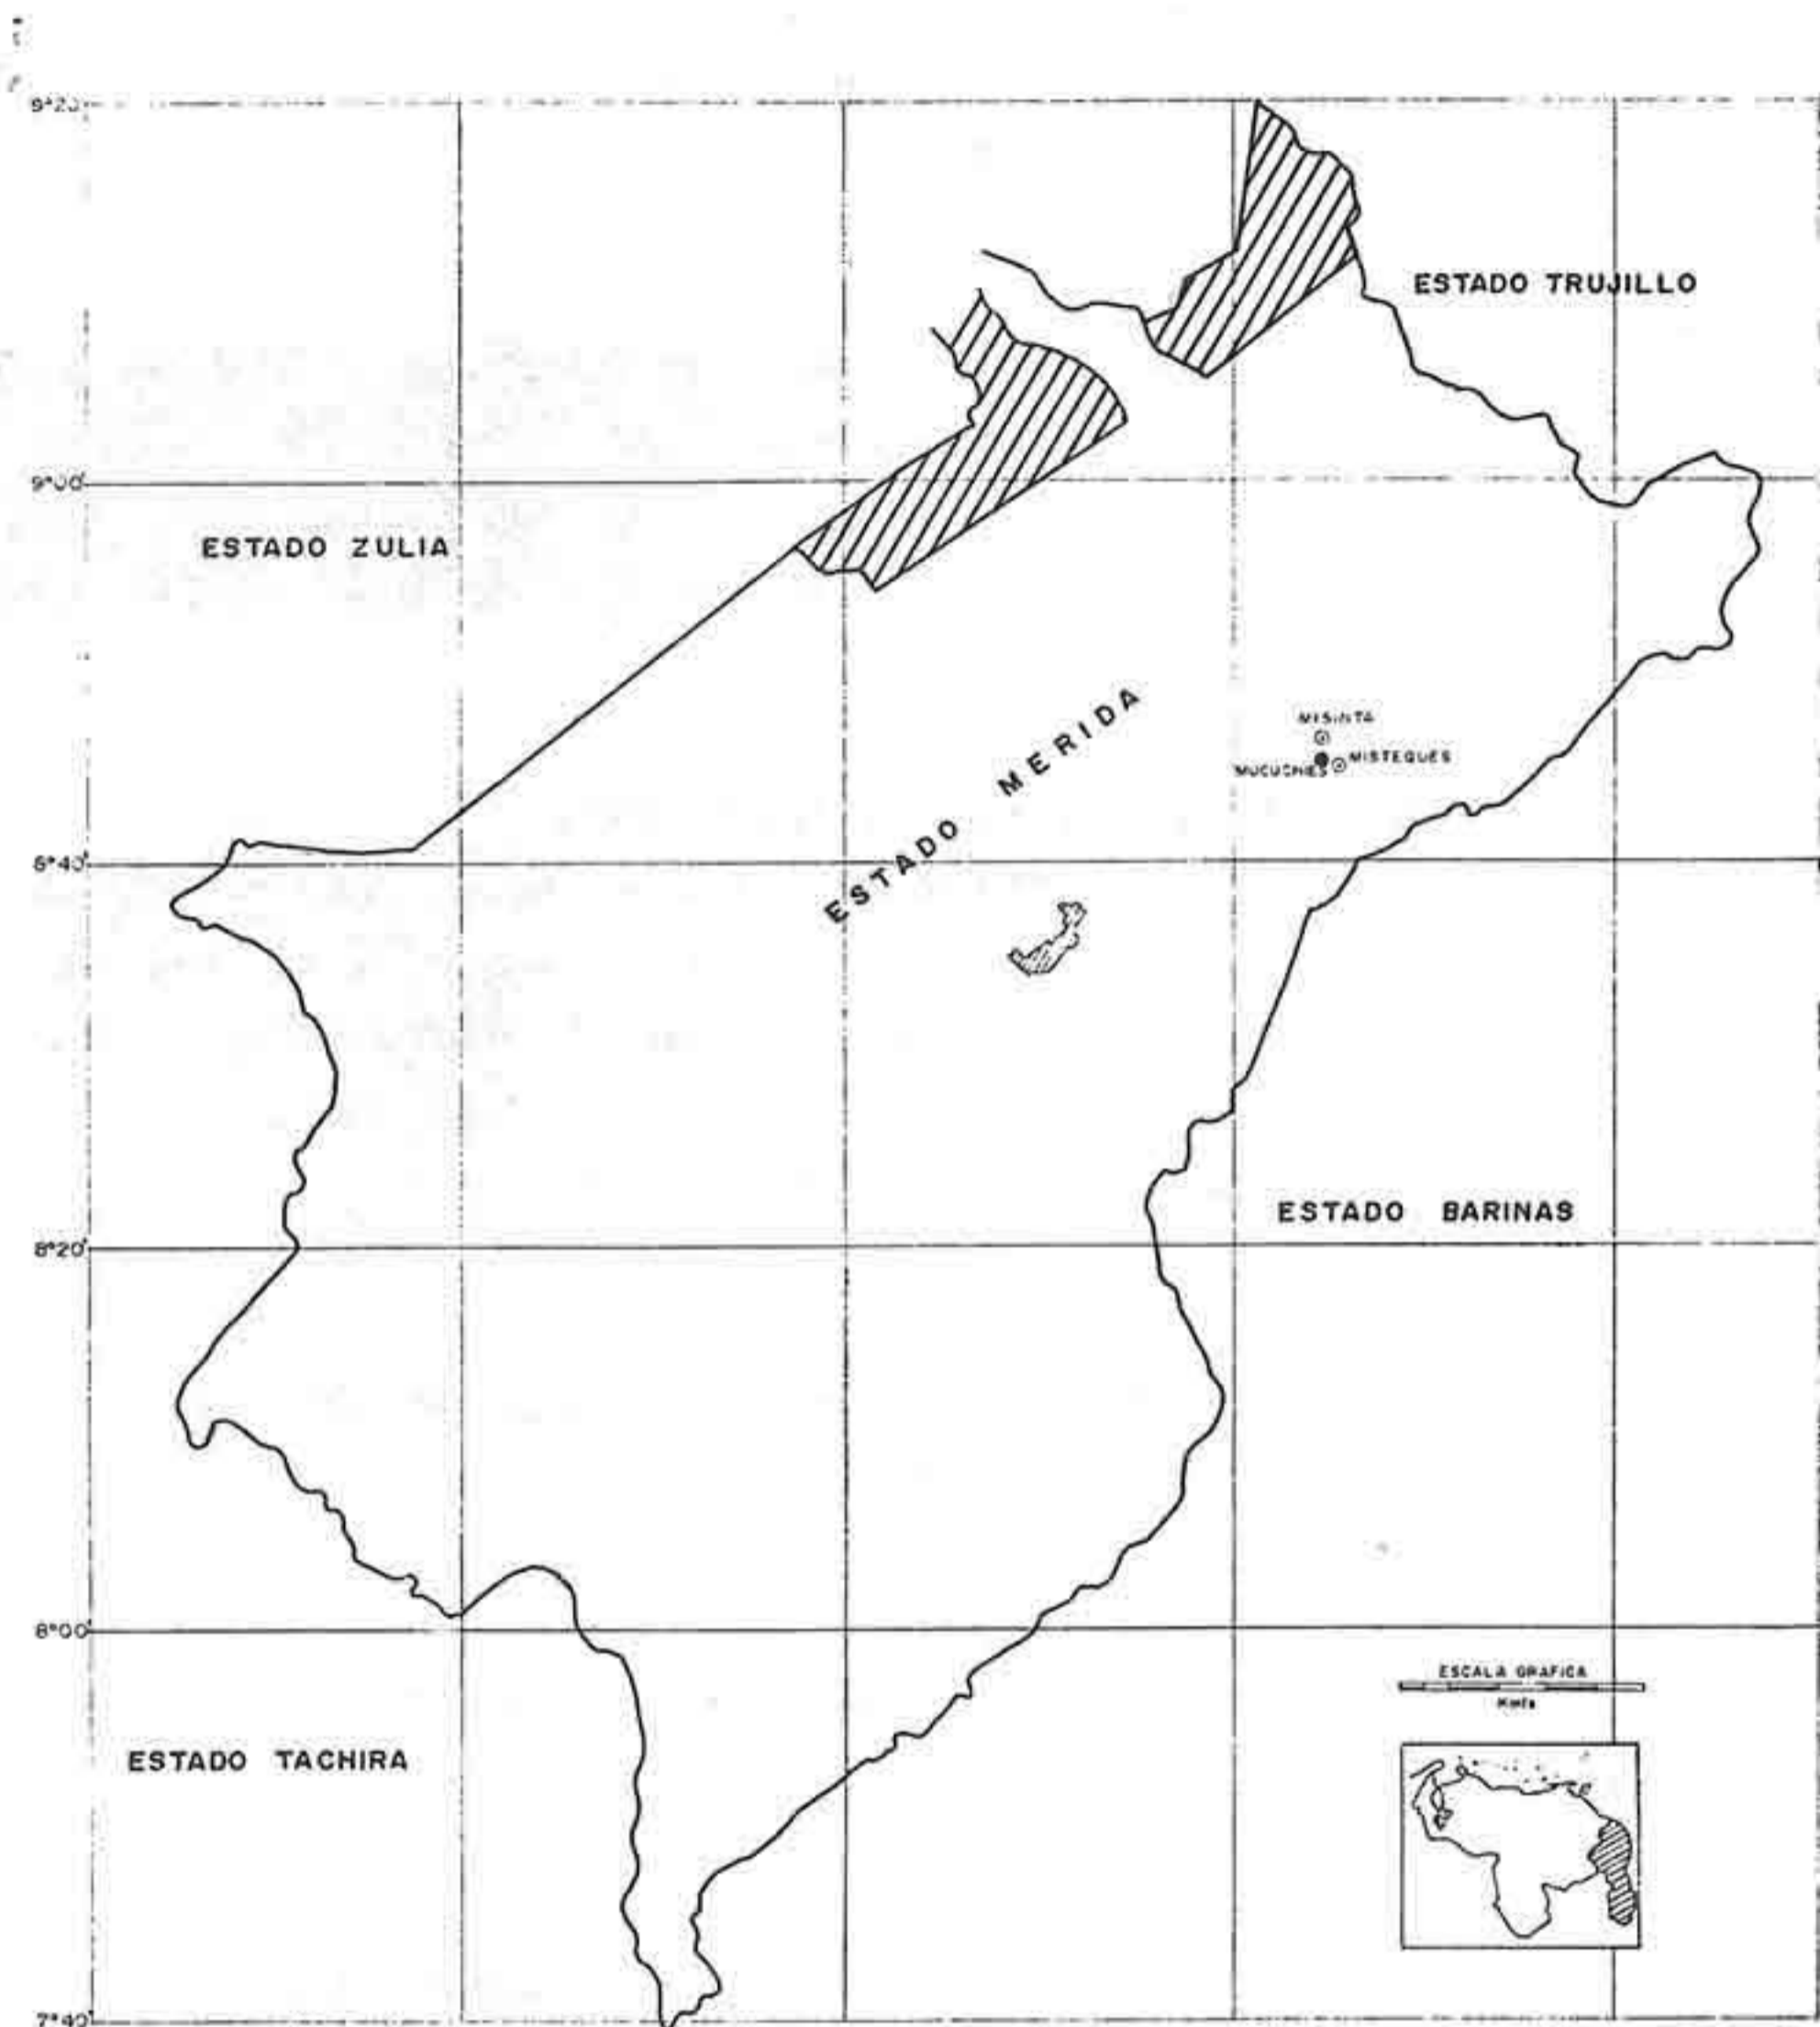 9°20'
ESTADO TRUJILLO
9°00'
ESTADO ZULIA
ESTADO MERIDA
MISINTA
MISTEQUES
MUCUCHIES
8°40'
ESTADO BARINAS
8°20'
8°00'
ESCALA GRAFICA
Kmts
ESTADO TACHIRA
7°40'